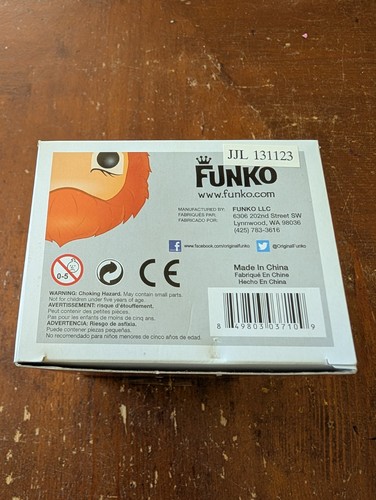 JJL 131123
FUNKO
www.funko.com
MANUFACTURED BY:
FABRIQUÉS PAR:
FABRICADO POR:
FUNKO LLC
6306 202nd Street SW
Lynnwood, WA 98036
(425) 783-3616
f www.facebook.com/originalfunko
@OriginalFunko
0-5
CE
Made In China
Fabriqué En China
Hecho En China
WARNING: Choking Hazard. May contain small parts.
Not for children under five years of age.
AVERTISSEMENT: risque d'étouffement.
Peut contenir des petites pièces.
Pas pour les enfants de moins de cinq ans.
ADVERTENCIA: Riesgo de asfixia.
Puede contener piezas pequeñas.
No recomendado para niños menores de cinco años de edad.
8 49803 03710 9